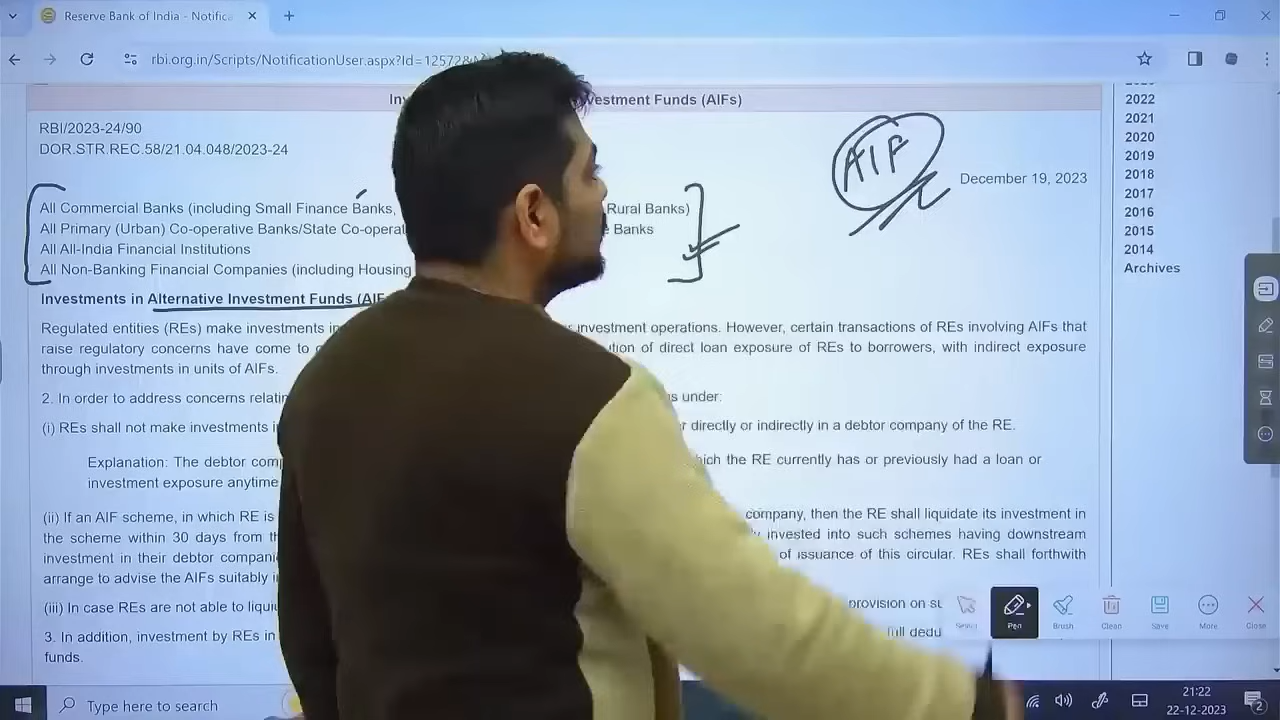 Reserve Bank of India - Notific
rbi.org.in/Scripts/NotificationUser.aspx?Id=12572&
vestment Funds (AIFs)
RBI/2023-24/90
DOR.STR.REC.58/21.04.048/2023-24
AIF
December 19, 2023
All Commercial Banks (including Small Finance Banks, Rural Banks)
All Primary (Urban) Co-operative Banks/State Co-operat Banks
All All-India Financial Institutions
All Non-Banking Financial Companies (including Housing
Investments in Alternative Investment Funds (AIF
Regulated entities (REs) make investments in investment operations. However, certain transactions of REs involving AIFs that
raise regulatory concerns have come to tion of direct loan exposure of REs to borrowers, with indirect exposure
through investments in units of AIFs.
2. In order to address concerns relatin s under:
(i) REs shall not make investments i directly or indirectly in a debtor company of the RE.
Explanation: The debtor comp hich the RE currently has or previously had a loan or
investment exposure anytime
(ii) If an AIF scheme, in which RE is company, then the RE shall liquidate its investment in
the scheme within 30 days from t invested into such schemes having downstream
investment companie of issuance of this circular. REs shall forthwith
arrange to advise the AIFs suitably i
(iii) In case REs are not able to liqui provision on su
3. In addition, investment by REs in full dedu
funds.
2022
2021
2020
2019
2018
2017
2016
2015
2014
Archives
Select
Pen
Brush
Clean
Save
More
Close
Type here to search
21:22
22-12-2023
2